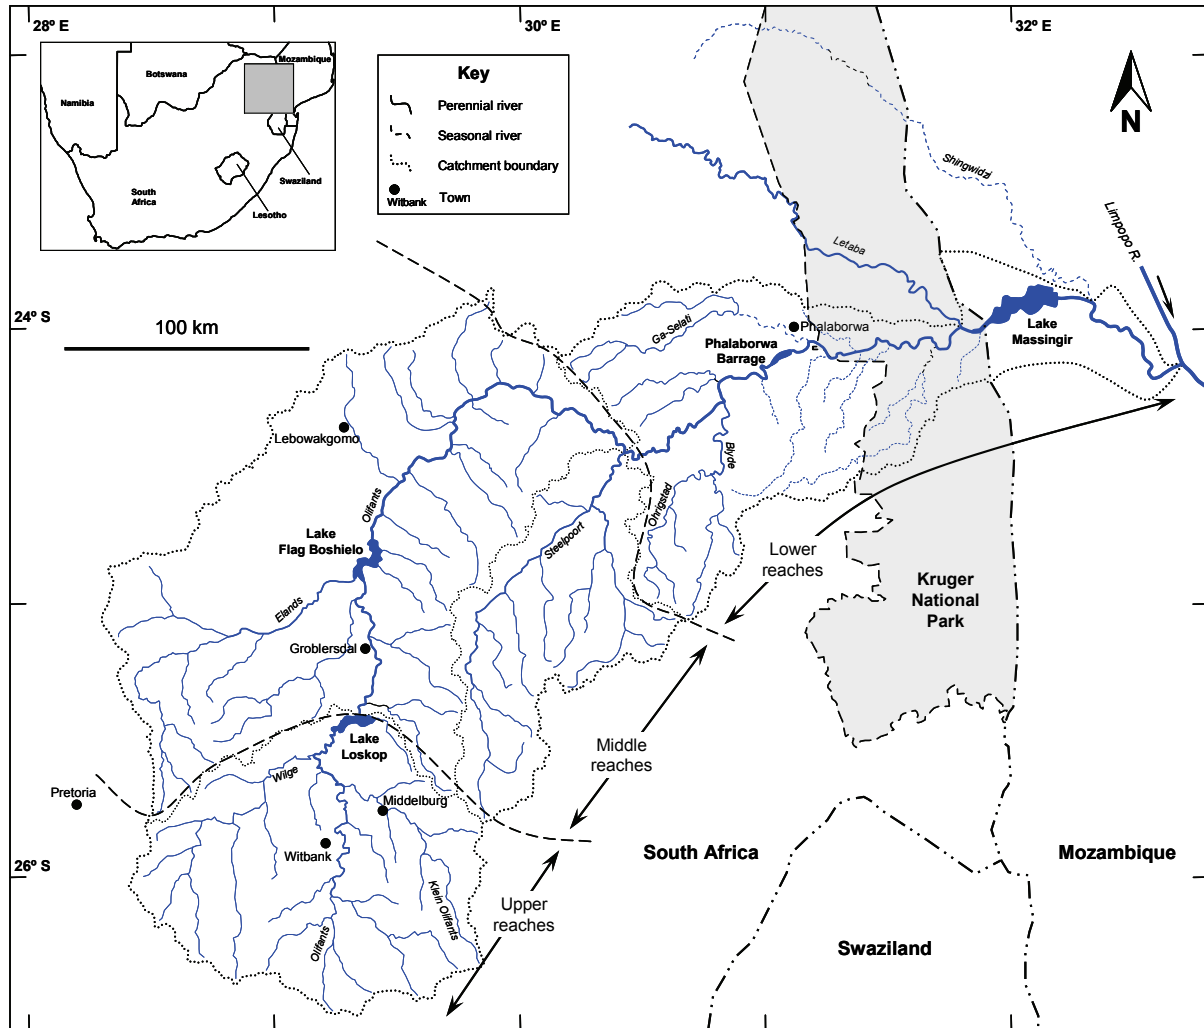 28° E
30° E
32° E
Mozambique
Botswana
Namibia
South
Africa
Swaziland
Lesotho
Key
Perennial river
Seasonal river
Catchment boundary
Witbank
Town
N
Shingwidzi
Limpopo R.
Letaba
24° S
100 km
Ga-Selati
Phalaborwa
Phalaborwa
Barrage
Lake
Massingir
Lebowakgomo
Blyde
Olifants
Ohrigstad
Steelpoort
Lake
Flag Boshielo
Lower
reaches
Elands
Kruger
National
Park
Groblersdal
Lake
Loskop
Middle
reaches
Wilge
Pretoria
Middelburg
Witbank
South Africa
Mozambique
26° S
Klein Olifants
Upper
reaches
Olifants
Swaziland